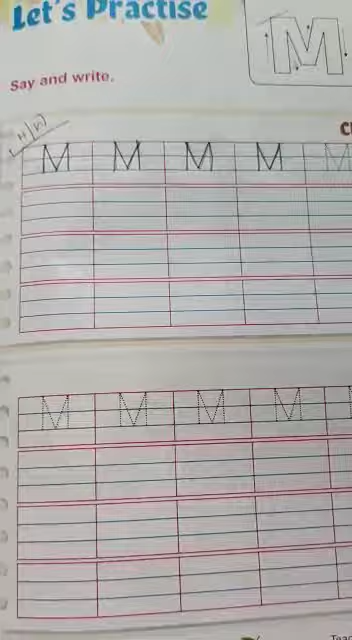 Let's Practise
M
Say and write.
M M M M M
M M M M